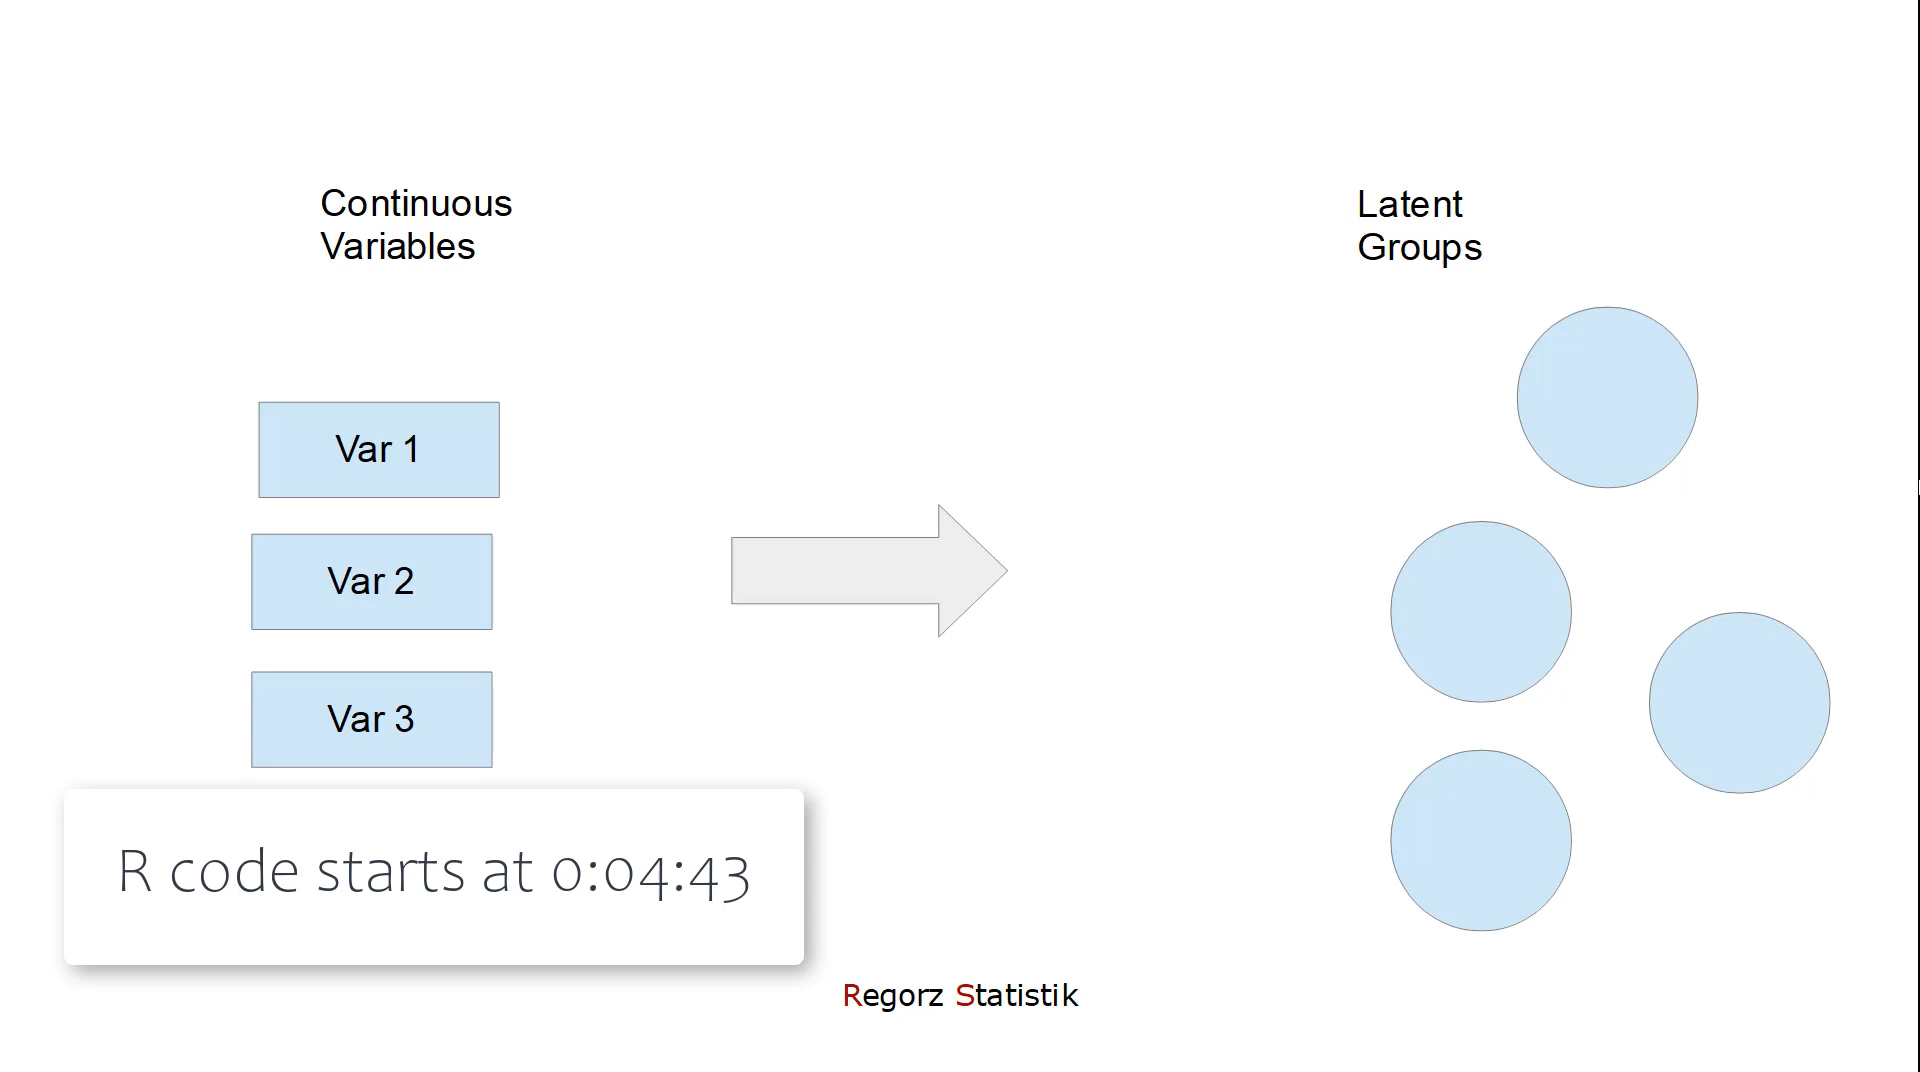 Continuous
Variables
Latent
Groups
Var 1
Var 2
Var 3
R code starts at 0:04:43
Regorz Statistik